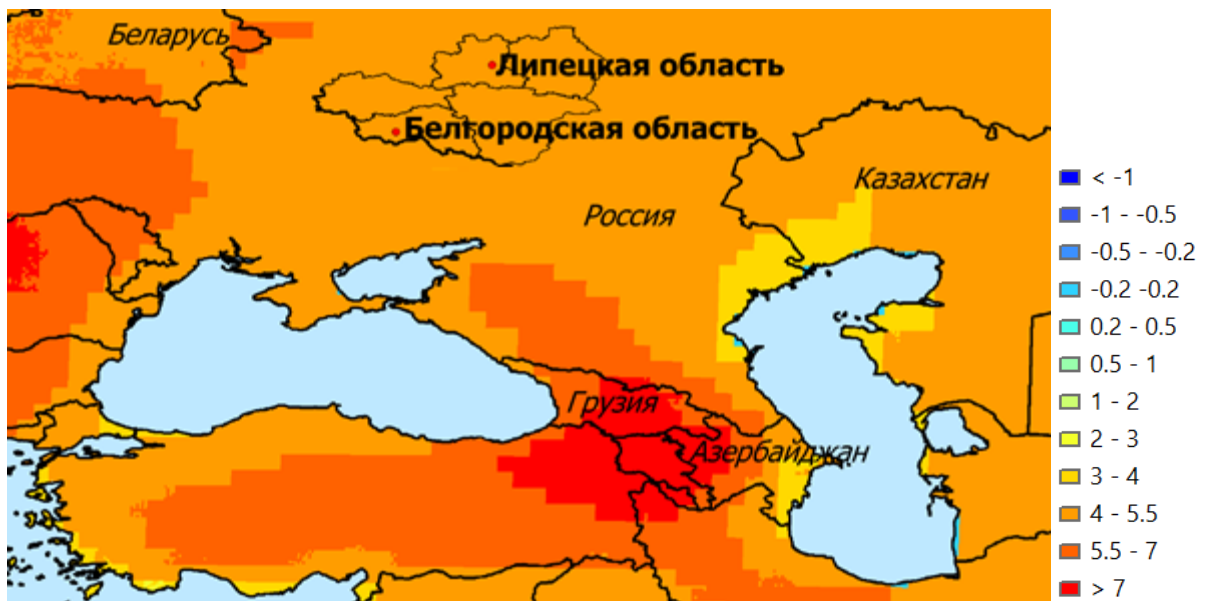 Беларусь
Липецкая область
Белгородская область
Казахстан
Россия
Грузия
Азербайджан
< -1
-1 - -0.5
-0.5 - -0.2
-0.2 -0.2
0.2 - 0.5
0.5 - 1
1 - 2
2 - 3
3 - 4
4 - 5.5
5.5 - 7
> 7